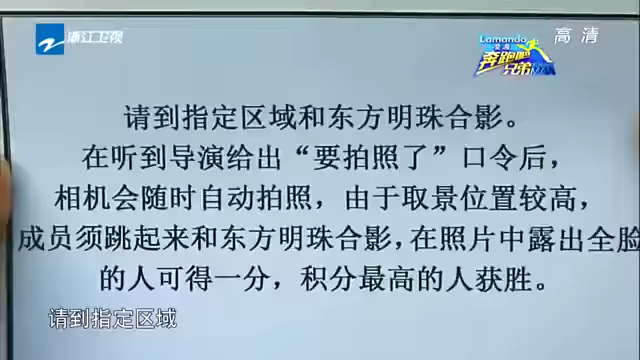 浙江卫视
Lamando
凌渡
奔跑吧
兄弟
高清
请到指定区域和东方明珠合影。
在听到导演给出“要拍照了”口令后，
相机会随时自动拍照，由于取景位置较高，
成员须跳起来和东方明珠合影，在照片中露出全脸
的人可得一分，积分最高的人获胜。
请到指定区域